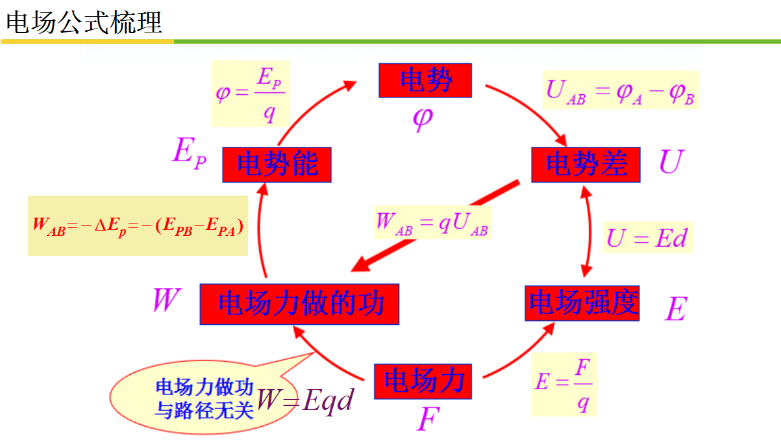 电场公式梳理
φ = E_P/q
电势
φ
U_AB = φ_A − φ_B
E_P
电势能
电势差
U
W_AB=−ΔE_p=−(E_PB−E_PA)
W_AB = qU_AB
U = Ed
W
电场力做的功
电场强度
E
电场力做功
与路径无关
W=Eqd
电场力
F
E = F/q